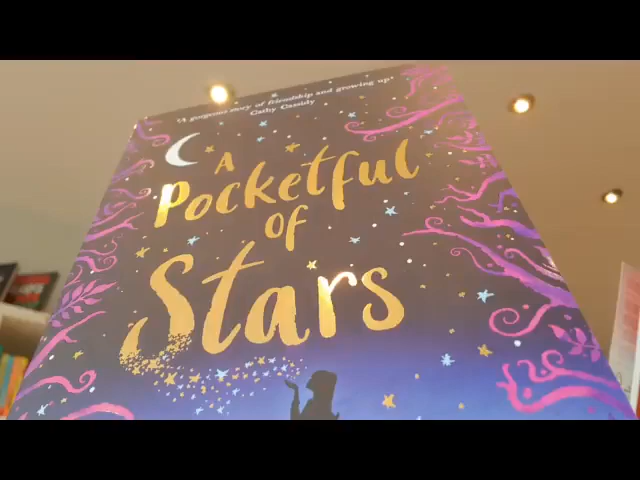 'A gorgeous story of friendship and growing up'
Cathy Cassidy
A
Pocketful
of
Stars